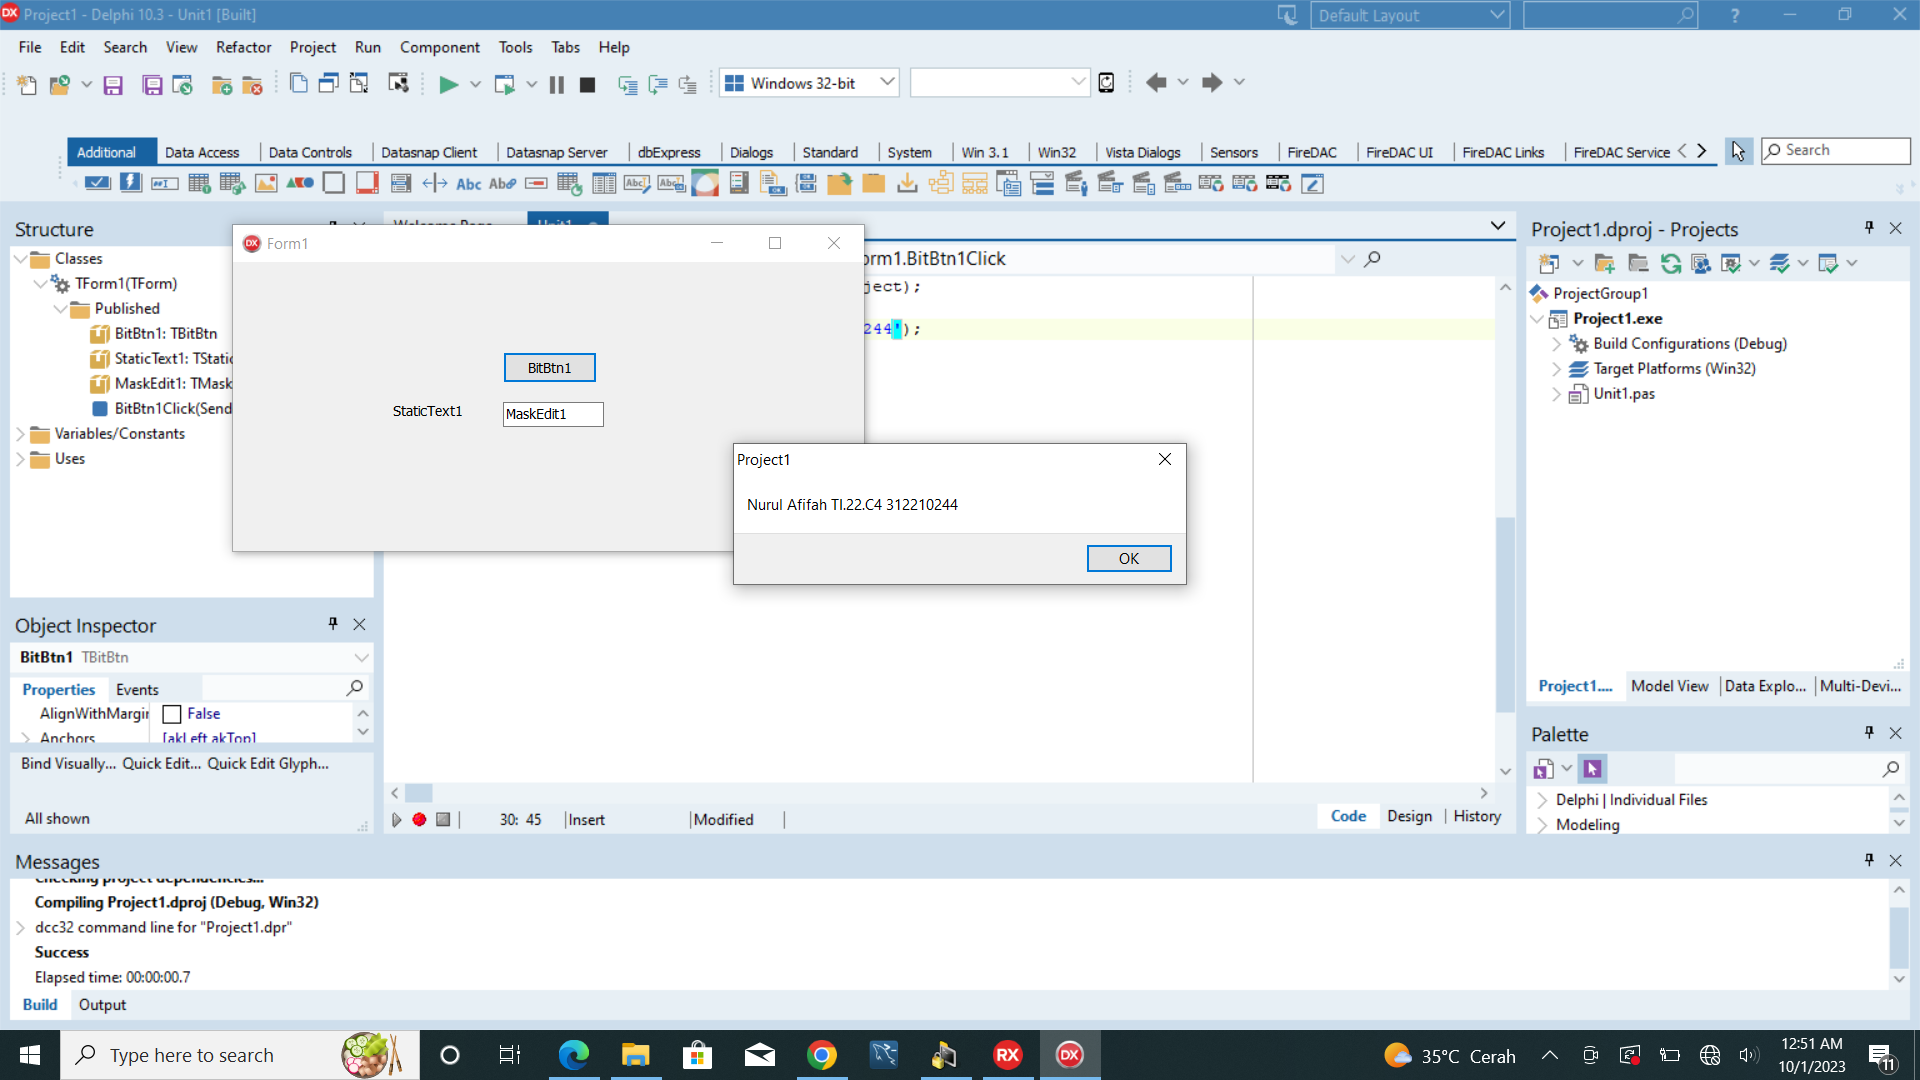 Project1 - Delphi 10.3 - Unit1 [Built]
Default Layout
?
File Edit Search View Refactor Project Run Component Tools Tabs Help
Windows 32-bit
Additional Data Access Data Controls Datasnap Client Datasnap Server dbExpress Dialogs Standard System Win 3.1 Win32 Vista Dialogs Sensors FireDAC FireDAC UI FireDAC Links FireDAC Service
Search
Structure
Classes
TForm1(TForm)
Published
BitBtn1: TBitBtn
StaticText1: TStatic
MaskEdit1: TMask
BitBtn1Click(Send
Variables/Constants
Uses
Form1
BitBtn1
StaticText1
MaskEdit1
orm1.BitBtn1Click
ject);
244');
Project1
Nurul Afifah TI.22.C4 312210244
OK
Project1.dproj - Projects
ProjectGroup1
Project1.exe
Build Configurations (Debug)
Target Platforms (Win32)
Unit1.pas
Project1.... Model View Data Explo... Multi-Devi...
Object Inspector
BitBtn1 TBitBtn
Properties Events
AlignWithMargin False
Anchors [akLeft,akTop]
Bind Visually... Quick Edit... Quick Edit Glyph...
All shown
30: 45 Insert Modified
Code Design History
Palette
Delphi | Individual Files
Modeling
Messages
Checking project dependencies...
Compiling Project1.dproj (Debug, Win32)
dcc32 command line for "Project1.dpr"
Success
Elapsed time: 00:00:00.7
Build Output
Type here to search
RX
DX
35°C Cerah
12:51 AM
10/1/2023
11